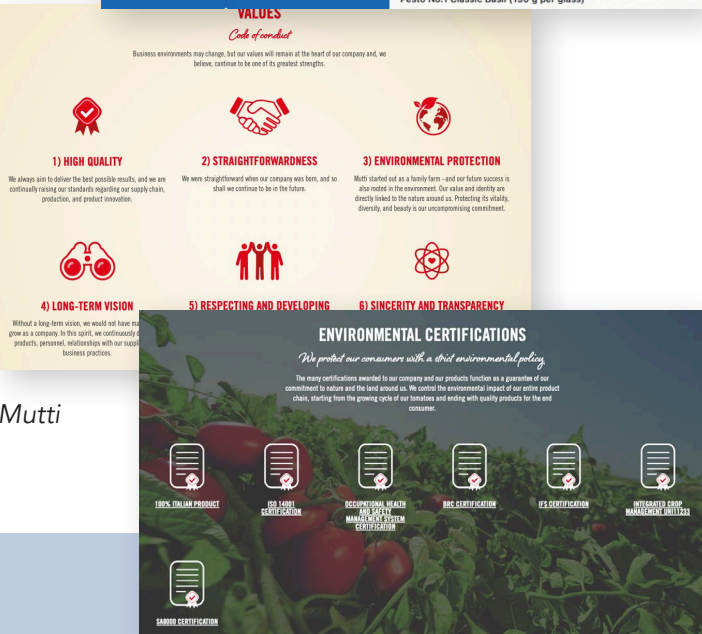 Pesto No.1 Classic Basil (190 g per glass)
VALUES
Code of conduct
Business environments may change, but our values will remain at the heart of our company and, we
believe, continue to be one of its greatest strengths.
1) HIGH QUALITY
We always aim to deliver the best possible results, and we are
continually raising our standards regarding our supply chain,
production, and product innovation.
2) STRAIGHTFORWARDNESS
We were straightforward when our company was born, and so
shall we continue to be in the future.
3) ENVIRONMENTAL PROTECTION
Mutti started out as a family farm –and our future success is
also rooted in the environment. Our value and identity are
directly linked to the nature around us. Protecting its vitality,
diversity, and beauty is our uncompromising commitment.
4) LONG-TERM VISION
Without a long-term vision, we would not have ma
grow as a company. In this spirit, we continuously d
products, personnel, relationships with our suppli
business practices.
5) RESPECTING AND DEVELOPING
6) SINCERITY AND TRANSPARENCY
Mutti
ENVIRONMENTAL CERTIFICATIONS
We protect our consumers with a strict environmental policy
The many certifications awarded to our company and our products function as a guarantee of our
commitment to nature and the land around us. We control the environmental impact of our entire product
chain, starting from the growing cycle of our tomatoes and ending with quality products for the end
consumer.
100% ITALIAN PRODUCT
ISO 14001
CERTIFICATION
OCCUPATIONAL HEALTH
AND SAFETY
MANAGEMENT SYSTEM
CERTIFICATION
BRC CERTIFICATION
IFS CERTIFICATION
INTEGRATED CROP
MANAGEMENT UNI11233
SA8000 CERTIFICATION